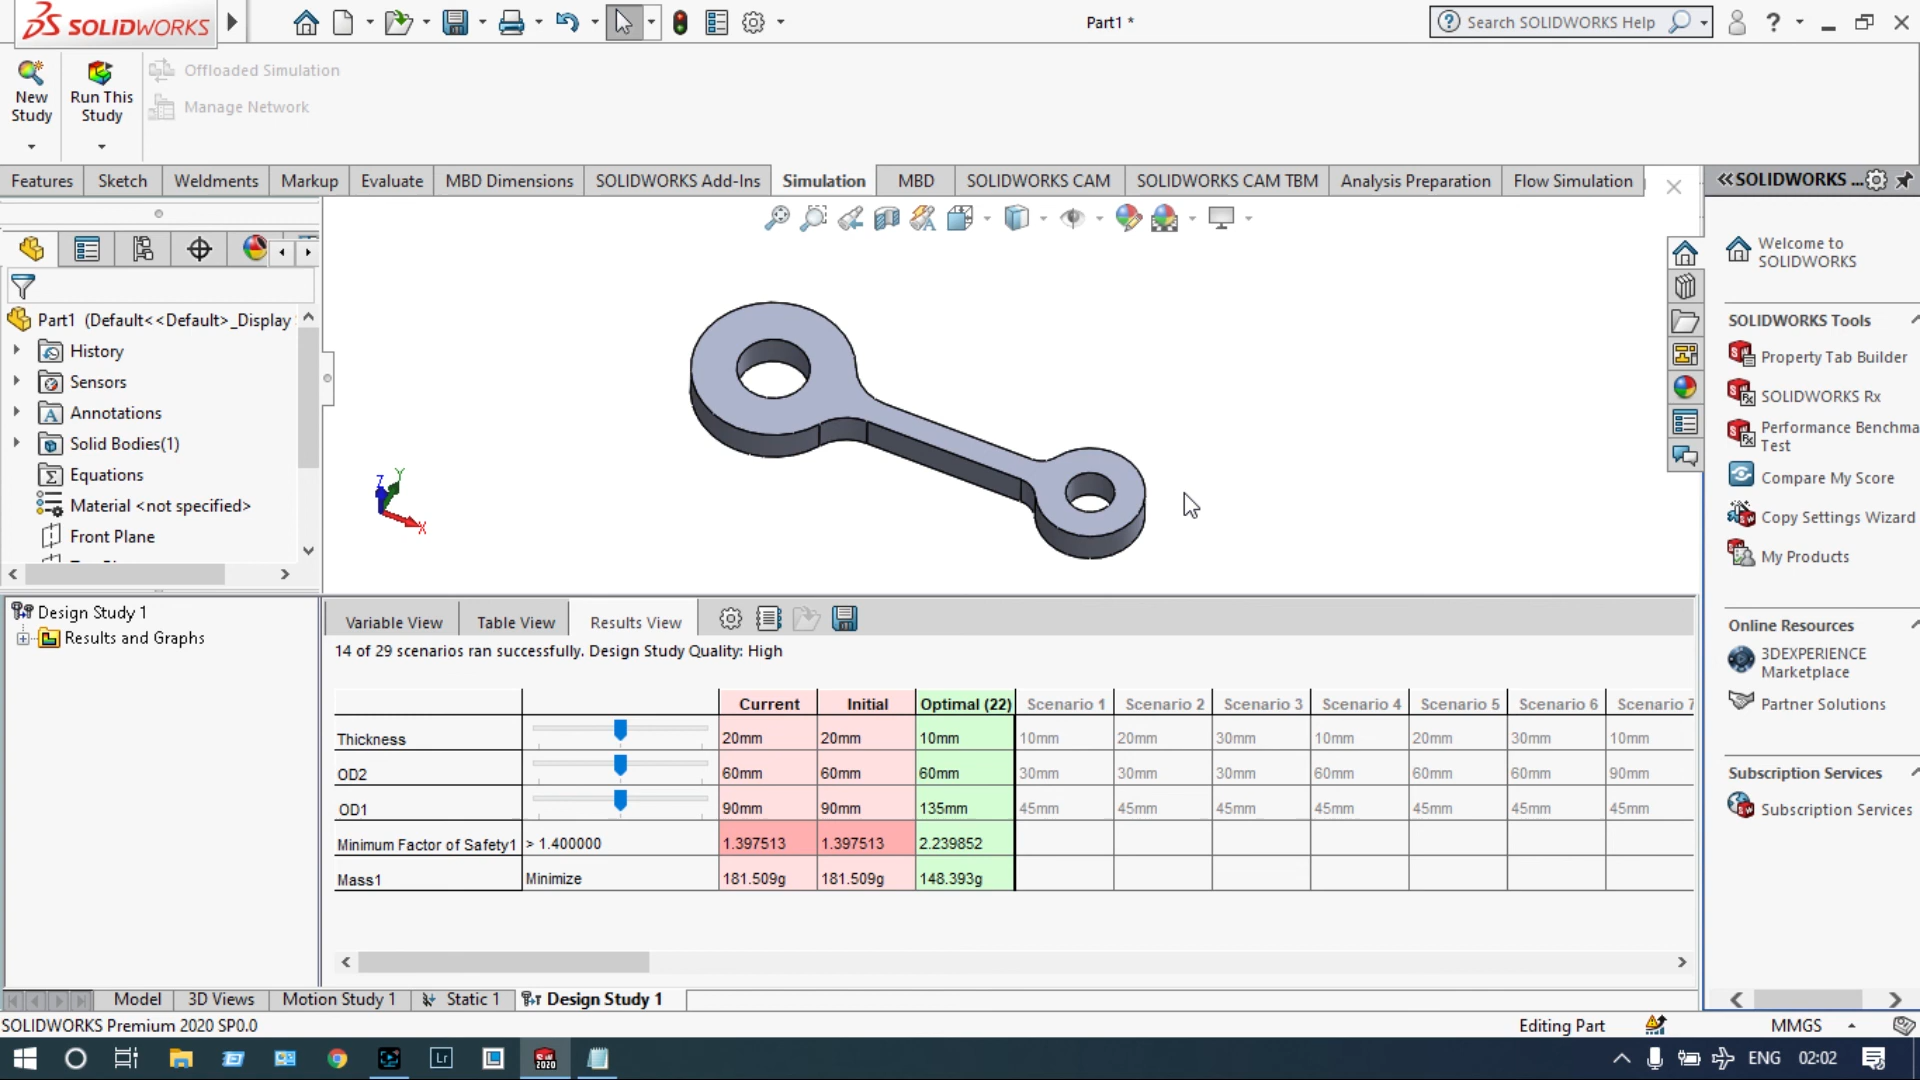 SOLIDWORKS
Part1 *
Search SOLIDWORKS Help
New Study
Run This Study
Offloaded Simulation
Manage Network
Features Sketch Weldments Markup Evaluate MBD Dimensions SOLIDWORKS Add-Ins Simulation MBD SOLIDWORKS CAM SOLIDWORKS CAM TBM Analysis Preparation Flow Simulation
SOLIDWORKS ...
Part1 (Default<<Default>_Display
History
Sensors
Annotations
Solid Bodies(1)
Equations
Material <not specified>
Front Plane
Z Y X
Welcome to
SOLIDWORKS
SOLIDWORKS Tools
Property Tab Builder
SOLIDWORKS Rx
Performance Benchma
Test
Compare My Score
Copy Settings Wizard
My Products
Online Resources
3DEXPERIENCE
Marketplace
Partner Solutions
Subscription Services
Subscription Services
Design Study 1
Results and Graphs
Variable View Table View Results View
14 of 29 scenarios ran successfully. Design Study Quality: High
Current Initial Optimal (22) Scenario 1 Scenario 2 Scenario 3 Scenario 4 Scenario 5 Scenario 6 Scenario 7
Thickness 20mm 20mm 10mm 10mm 20mm 30mm 10mm 20mm 30mm 10mm
OD2 60mm 60mm 60mm 30mm 30mm 30mm 60mm 60mm 60mm 90mm
OD1 90mm 90mm 135mm 45mm 45mm 45mm 45mm 45mm 45mm 45mm
Minimum Factor of Safety1 > 1.400000 1.397513 1.397513 2.239852
Mass1 Minimize 181.509g 181.509g 148.393g
Model 3D Views Motion Study 1 Static 1 Design Study 1
SOLIDWORKS Premium 2020 SP0.0
Editing Part
MMGS
Lr
SW 2020
ENG
02:02